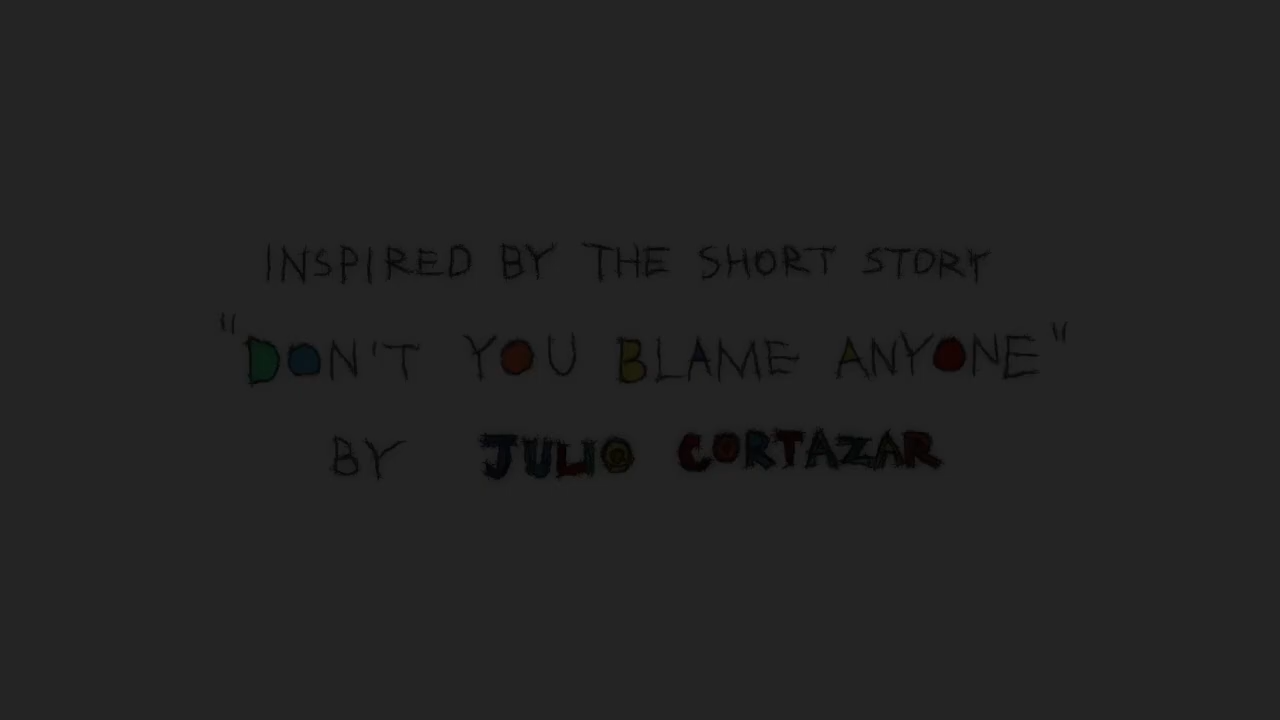 INSPIRED BY THE SHORT STORY
"DON'T YOU BLAME ANYONE"
BY JULIO CORTAZAR